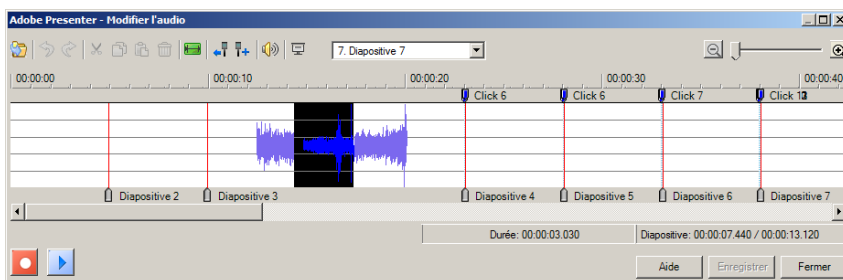 Adobe Presenter - Modifier l'audio
7. Diapositive 7
00:00:00 00:00:10 00:00:20 00:00:30 00:00:40
Click 6 Click 6 Click 7 Click
Diapositive 2 Diapositive 3 Diapositive 4 Diapositive 5 Diapositive 6 Diapositive 7
Durée: 00:00:03.030 Diapositive: 00:00:07.440 / 00:00:13.120
Aide Enregistrer Fermer